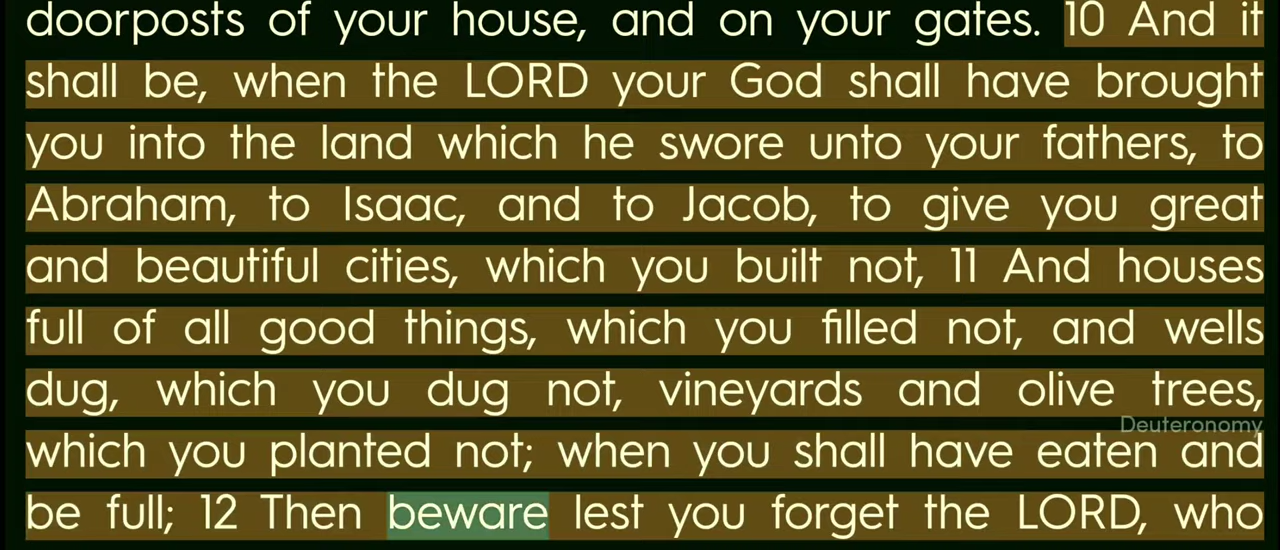 doorposts of your house, and on your gates. 10 And it
shall be, when the LORD your God shall have brought
you into the land which he swore unto your fathers, to
Abraham, to Isaac, and to Jacob, to give you great
and beautiful cities, which you built not, 11 And houses
full of all good things, which you filled not, and wells
dug, which you dug not, vineyards and olive trees,
Deuteronomy
which you planted not; when you shall have eaten and
be full; 12 Then beware lest you forget the LORD, who